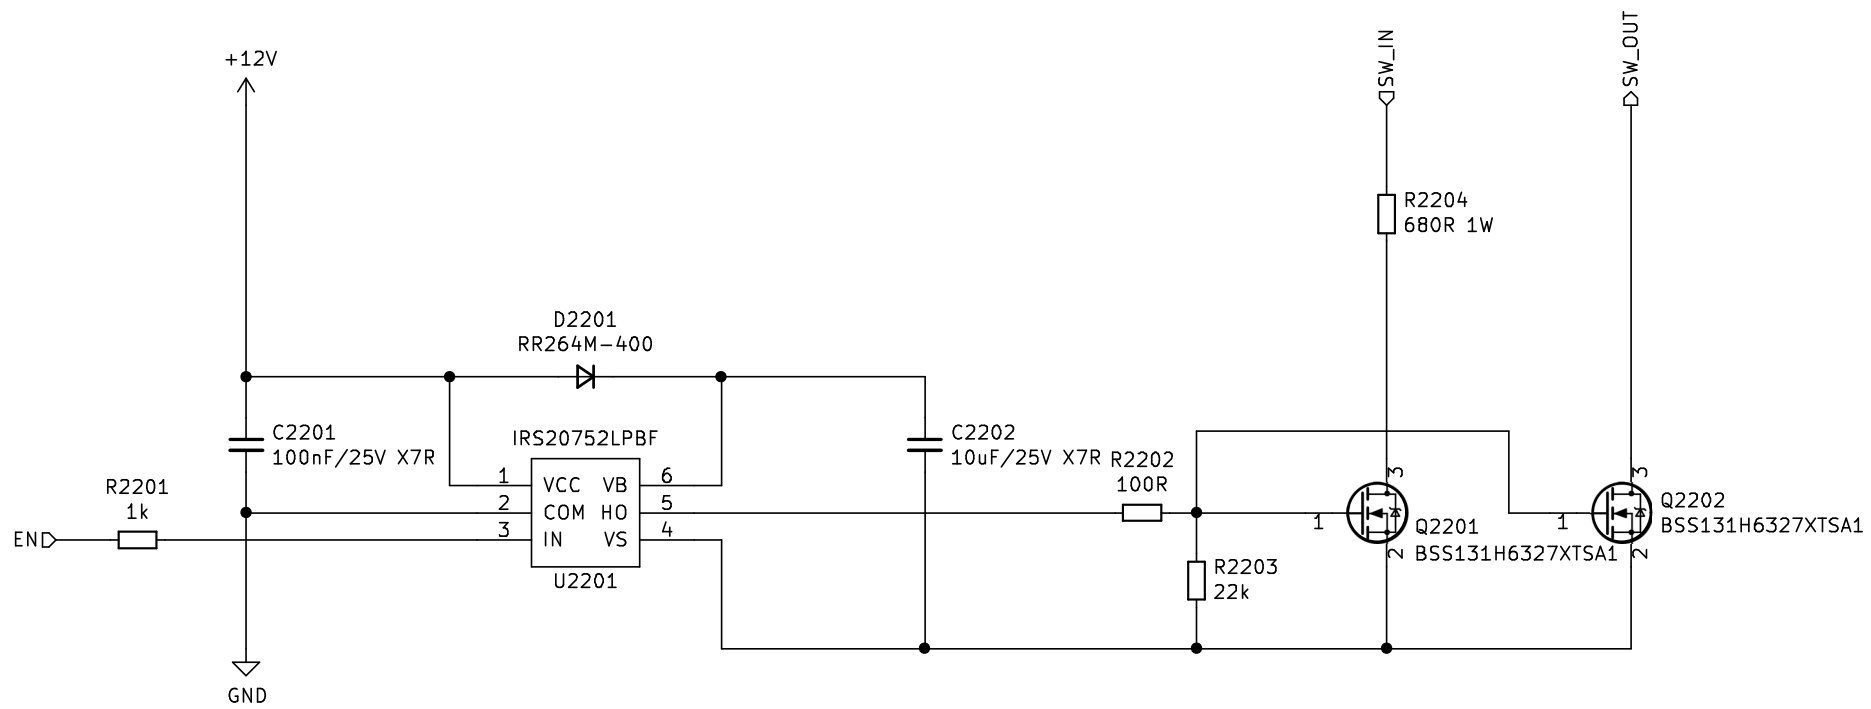 SW_IN
SW_OUT
+12V
R2204
680R 1W
D2201
RR264M-400
C2201
100nF/25V X7R
IRS20752LPBF
C2202
10uF/25V X7R
R2202
100R
R2201
1k
EN
1
2
3
VCC
COM
IN
VB
HO
VS
6
5
4
U2201
R2203
22k
1
3
2
Q2201
BSS131H6327XTSA1
1
3
2
Q2202
BSS131H6327XTSA1
GND